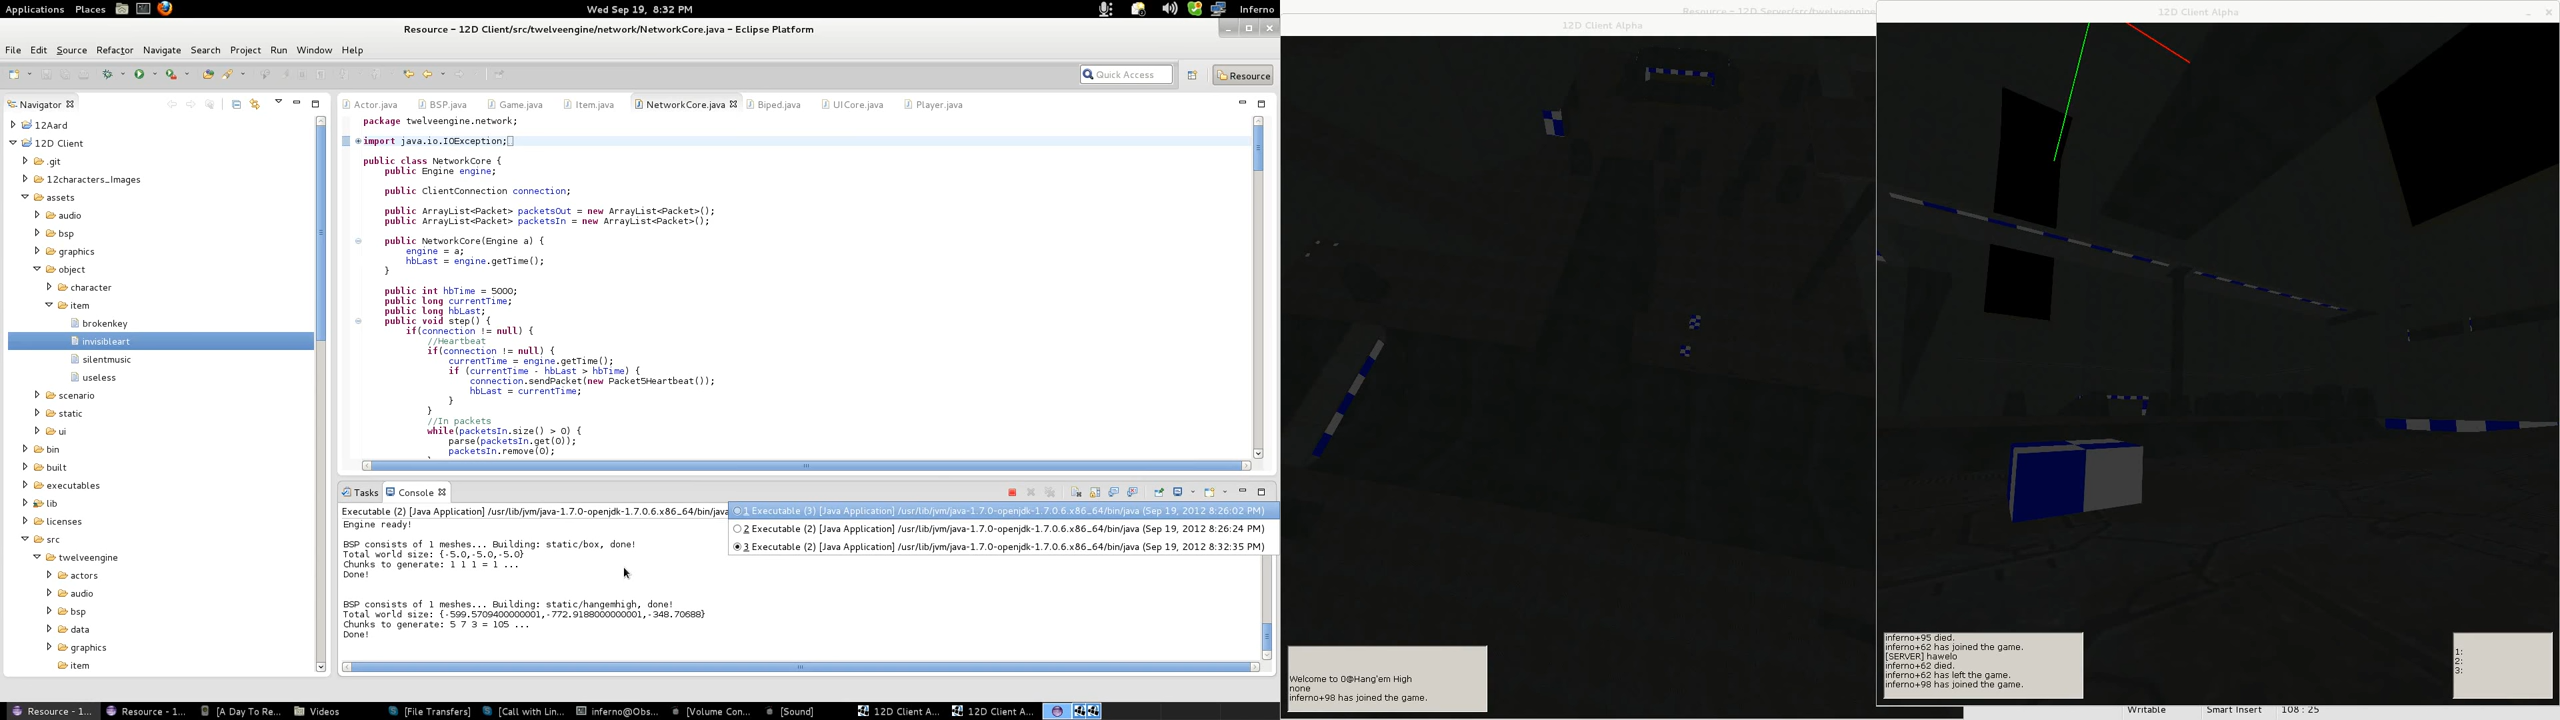 Applications Places Wed Sep 19, 8:32 PM Inferno
Resource – 12D Client/src/twelveengine/network/NetworkCore.java – Eclipse Platform
File Edit Source Refactor Navigate Search Project Run Window Help
Quick Access Resource
Navigator
12Aard
12D Client
.git
12characters_Images
assets
audio
bsp
graphics
object
character
item
brokenkey
invisibleart
silentmusic
useless
scenario
static
ui
bin
built
executables
lib
licenses
src
twelveengine
actors
audio
bsp
data
graphics
item
Actor.java BSP.java Game.java Item.java NetworkCore.java Biped.java UICore.java Player.java
package twelveengine.network;
import java.io.IOException;
public class NetworkCore {
public Engine engine;
public ClientConnection connection;
public ArrayList<Packet> packetsOut = new ArrayList<Packet>();
public ArrayList<Packet> packetsIn = new ArrayList<Packet>();
public NetworkCore(Engine a) {
engine = a;
hbLast = engine.getTime();
}
public int hbTime = 5000;
public long currentTime;
public long hbLast;
public void step() {
if(connection != null) {
//Heartbeat
if(connection != null) {
currentTime = engine.getTime();
if (currentTime - hbLast > hbTime) {
connection.sendPacket(new Packet5Heartbeat());
hbLast = currentTime;
}
}
//In packets
while(packetsIn.size() > 0) {
parse(packetsIn.get(0));
packetsIn.remove(0);
Tasks Console
Executable (2) [Java Application] /usr/lib/jvm/java-1.7.0-openjdk-1.7.0.6.x86_64/bin/java
1 Executable (3) [Java Application] /usr/lib/jvm/java-1.7.0-openjdk-1.7.0.6.x86_64/bin/java (Sep 19, 2012 8:26:02 PM)
2 Executable (2) [Java Application] /usr/lib/jvm/java-1.7.0-openjdk-1.7.0.6.x86_64/bin/java (Sep 19, 2012 8:26:24 PM)
3 Executable (2) [Java Application] /usr/lib/jvm/java-1.7.0-openjdk-1.7.0.6.x86_64/bin/java (Sep 19, 2012 8:32:35 PM)
Engine ready!
BSP consists of 1 meshes... Building: static/box, done!
Total world size: {-5.0,-5.0,-5.0}
Chunks to generate: 1 1 1 = 1 ...
Done!
BSP consists of 1 meshes... Building: static/hangemhigh, done!
Total world size: {-599.5709400000001,-772.9188000000001,-348.70688}
Chunks to generate: 5 7 3 = 105 ...
Done!
Resource - 1... Resource - 1... [A Day To Re... Videos [File Transfers] [Call with Lin... inferno@Obs... [Volume Con... [Sound] 12D Client A... 12D Client A...
Resource – 12D Server/src/twelveengine
12D Client Alpha
Welcome to 0@Hang'em High
none
inferno+98 has joined the game.
12D Client Alpha
inferno+95 died.
inferno+62 has joined the game.
[SERVER] hawelo
inferno+62 died.
inferno+62 has left the game.
inferno+98 has joined the game.
1:
2:
3:
Writable Smart Insert 108 : 25